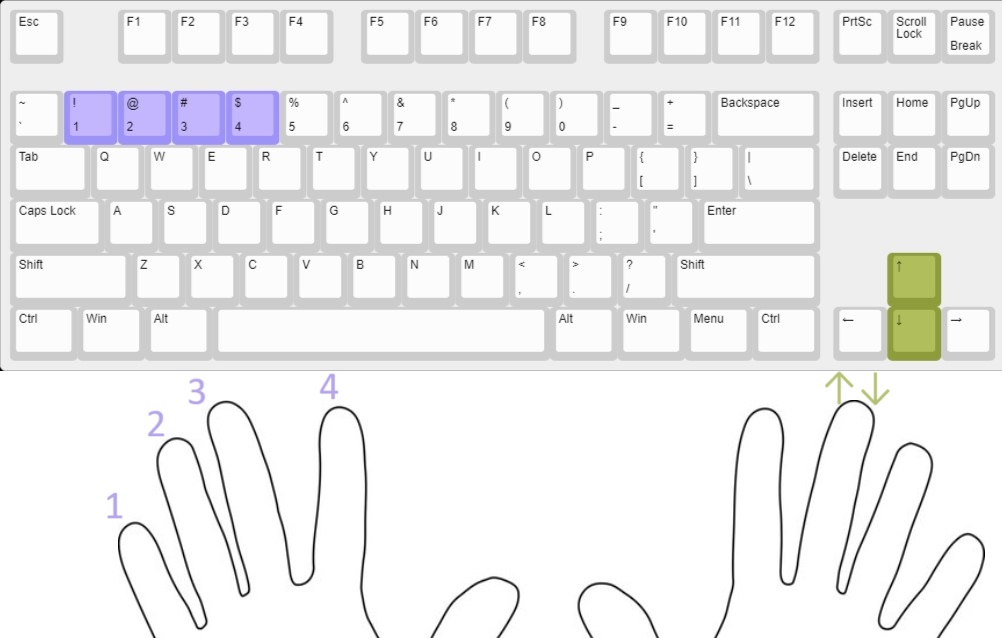 Esc F1 F2 F3 F4 F5 F6 F7 F8 F9 F10 F11 F12 PrtSc Scroll Lock Pause Break
~ ` ! 1 @ 2 # 3 $ 4 % 5 ^ 6 & 7 * 8 ( 9 ) 0 _ - + = Backspace Insert Home PgUp
Tab Q W E R T Y U I O P { [ } ] | \ Delete End PgDn
Caps Lock A S D F G H J K L : ; " ' Enter
Shift Z X C V B N M < , > . ? / Shift ↑
Ctrl Win Alt Alt Win Menu Ctrl ← ↓ →
1 2 3 4 ↑ ↓